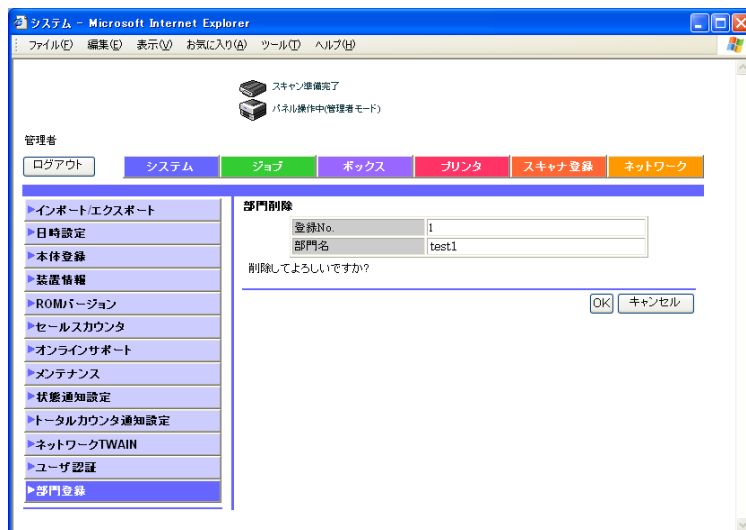 システム - Microsoft Internet Explorer
ファイル(F) 編集(E) 表示(V) お気に入り(A) ツール(T) ヘルプ(H)
スキャン準備完了
パネル操作中(管理者モード)
管理者
ログアウト システム ジョブ ボックス プリンタ スキャナ登録 ネットワーク
インポート/エクスポート
日時設定
本体登録
装置情報
ROMバージョン
セールスカウンタ
オンラインサポート
メンテナンス
状態通知設定
トータルカウンタ通知設定
ネットワークTWAIN
ユーザ認証
部門登録
部門削除
登録No. 1
部門名 test1
削除してよろしいですか?
OK キャンセル